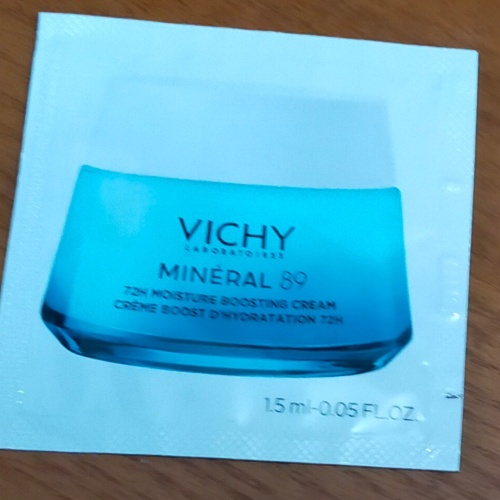 VICHY
LABORATOIRES
MINÉRAL 89
72H MOISTURE BOOSTING CREAM
CRÈME BOOST D'HYDRATATION 72H
1.5 ml-0.05 FL.OZ.